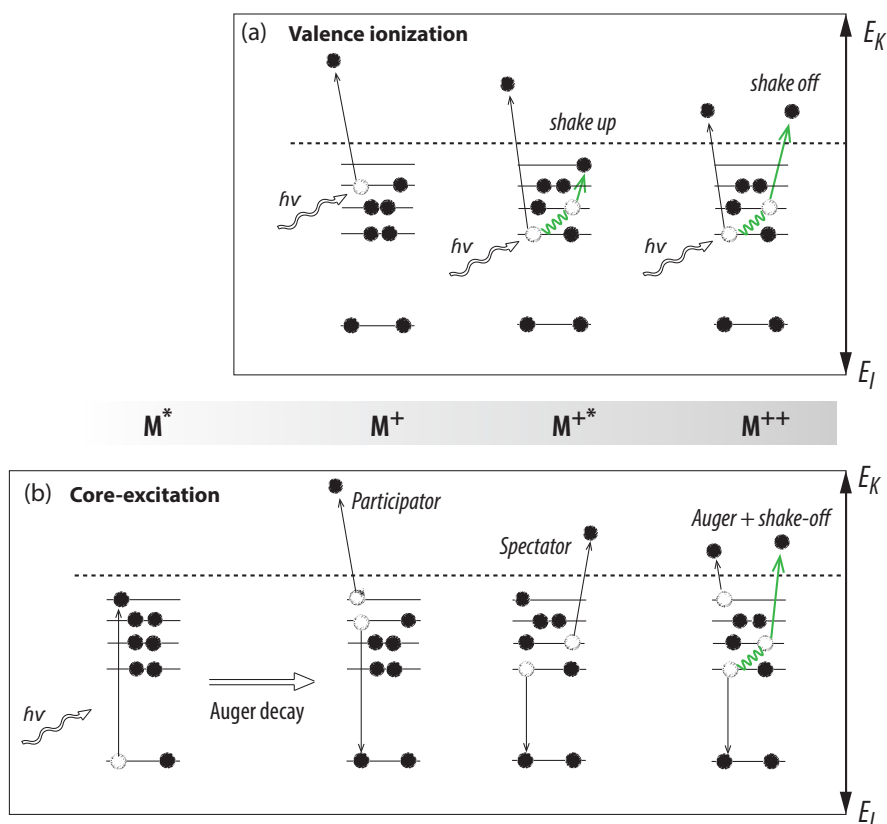 (a) Valence ionization
E_K
shake off
shake up
hν
hν
hν
E_I
M* M⁺ M⁺* M⁺⁺
(b) Core-excitation
E_K
Participator
Auger + shake-off
Spectator
hν
Auger decay
E_I